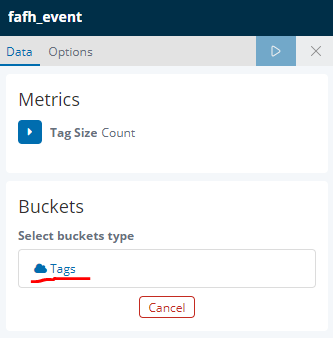 fafh_event
Data Options
Metrics
Tag Size Count
Buckets
Select buckets type
Tags
Cancel